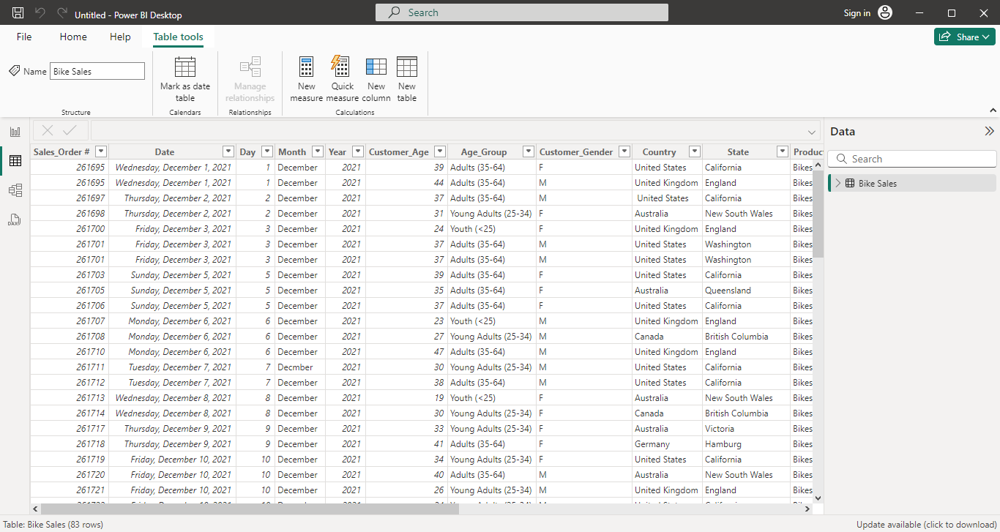 Untitled - Power BI Desktop
Search
Sign in
File Home Help Table tools
Share
Name Bike Sales
Mark as date table
Manage relationships
New measure
Quick measure
New column
New table
Structure Calendars Relationships Calculations
Data
Search
Bike Sales
DAX
Sales_Order # Date Day Month Year Customer_Age Age_Group Customer_Gender Country State Produc
261695 Wednesday, December 1, 2021 1 December 2021 39 Adults (35-64) F United States California Bikes
261695 Wednesday, December 1, 2021 1 December 2021 44 Adults (35-64) M United Kingdom England Bikes
261697 Thursday, December 2, 2021 2 December 2021 37 Adults (35-64) M United States California Bikes
261698 Thursday, December 2, 2021 2 December 2021 31 Young Adults (25-34) F Australia New South Wales Bikes
261700 Friday, December 3, 2021 3 December 2021 24 Youth (<25) F United Kingdom England Bikes
261701 Friday, December 3, 2021 3 December 2021 37 Adults (35-64) M United States Washington Bikes
261701 Friday, December 3, 2021 3 December 2021 37 Adults (35-64) M United States Washington Bikes
261703 Sunday, December 5, 2021 5 December 2021 39 Adults (35-64) F United States California Bikes
261705 Sunday, December 5, 2021 5 December 2021 35 Adults (35-64) F Australia Queensland Bikes
261706 Sunday, December 5, 2021 5 December 2021 37 Adults (35-64) F United States California Bikes
261707 Monday, December 6, 2021 6 December 2021 23 Youth (<25) M United Kingdom England Bikes
261708 Monday, December 6, 2021 6 December 2021 27 Young Adults (25-34) M Canada British Columbia Bikes
261710 Monday, December 6, 2021 6 December 2021 47 Adults (35-64) M United Kingdom England Bikes
261711 Tuesday, December 7, 2021 7 Decmber 2021 30 Young Adults (25-34) M United States California Bikes
261712 Tuesday, December 7, 2021 7 December 2021 38 Adults (35-64) M United States California Bikes
261713 Wednesday, December 8, 2021 8 December 2021 19 Youth (<25) F Australia New South Wales Bikes
261714 Wednesday, December 8, 2021 8 December 2021 30 Young Adults (25-34) F Canada British Columbia Bikes
261717 Thursday, December 9, 2021 9 December 2021 33 Young Adults (25-34) F Australia Victoria Bikes
261718 Thursday, December 9, 2021 9 December 2021 41 Adults (35-64) F Germany Hamburg Bikes
261719 Friday, December 10, 2021 10 December 2021 34 Young Adults (25-34) F United States California Bikes
261720 Friday, December 10, 2021 10 December 2021 40 Adults (35-64) M Australia New South Wales Bikes
261721 Friday, December 10, 2021 10 December 2021 26 Young Adults (25-34) M United Kingdom England Bikes
Table: Bike Sales (83 rows)
Update available (click to download)